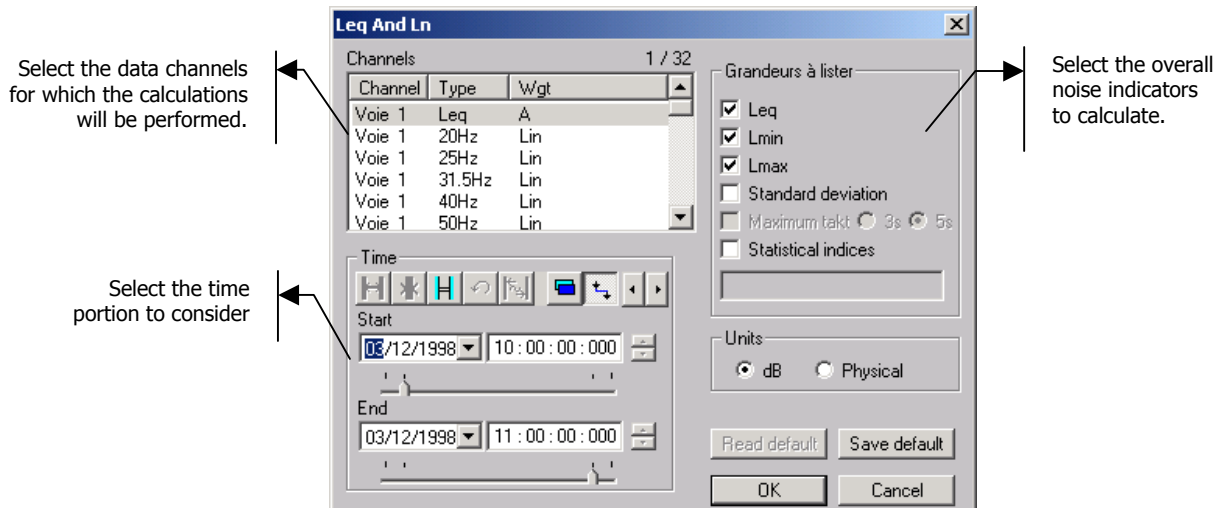 Leq And Ln
Select the data channels
for which the calculations
will be performed.
Channels 1 / 32
Channel Type Wgt
Voie 1 Leq A
Voie 1 20Hz Lin
Voie 1 25Hz Lin
Voie 1 31.5Hz Lin
Voie 1 40Hz Lin
Voie 1 50Hz Lin
Grandeurs à lister
Leq
Lmin
Lmax
Standard deviation
Maximum takt 3s 5s
Statistical indices
Select the overall
noise indicators
to calculate.
Select the time
portion to consider
Time
Start
03/12/1998 10:00:00:000
End
03/12/1998 11:00:00:000
Units
dB Physical
Read default Save default
OK Cancel